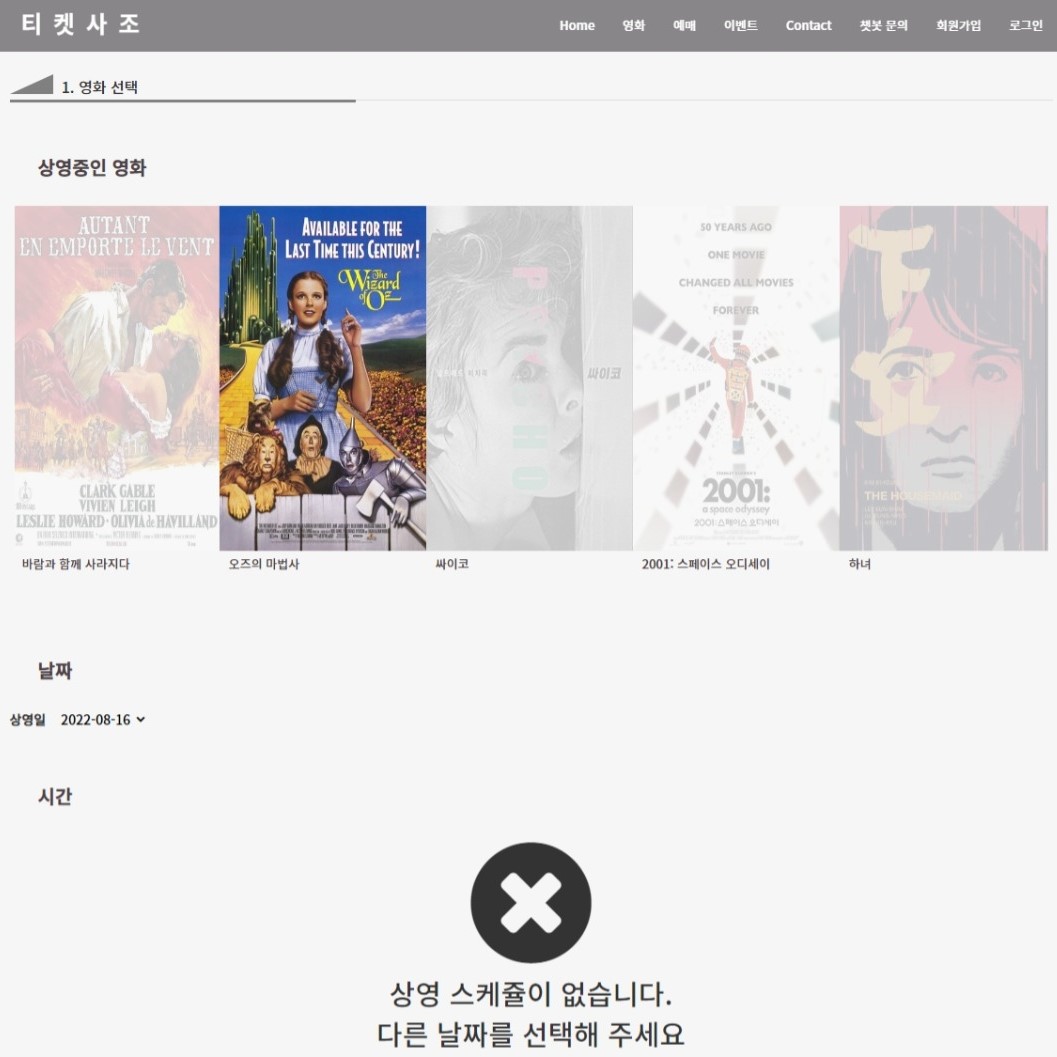 티켓사조
Home 영화 예매 이벤트 Contact 챗봇 문의 회원가입 로그인
1. 영화 선택
상영중인 영화
AUTANT
EN EMPORTE LE VENT
CLARK GABLE
VIVIEN LEIGH
LESLIE HOWARD · OLIVIA de HAVILLAND
AVAILABLE FOR THE
LAST TIME THIS CENTURY!
The
Wizard
of Oz
싸이코
50 YEARS AGO
ONE MOVIE
CHANGED ALL MOVIES
FOREVER
2001:
a space odyssey
2001: 스페이스 오디세이
하녀
THE HOUSEMAID
바람과 함께 사라지다
오즈의 마법사
싸이코
2001: 스페이스 오디세이
하녀
날짜
상영일 2022-08-16
시간
상영 스케쥴이 없습니다.
다른 날짜를 선택해 주세요